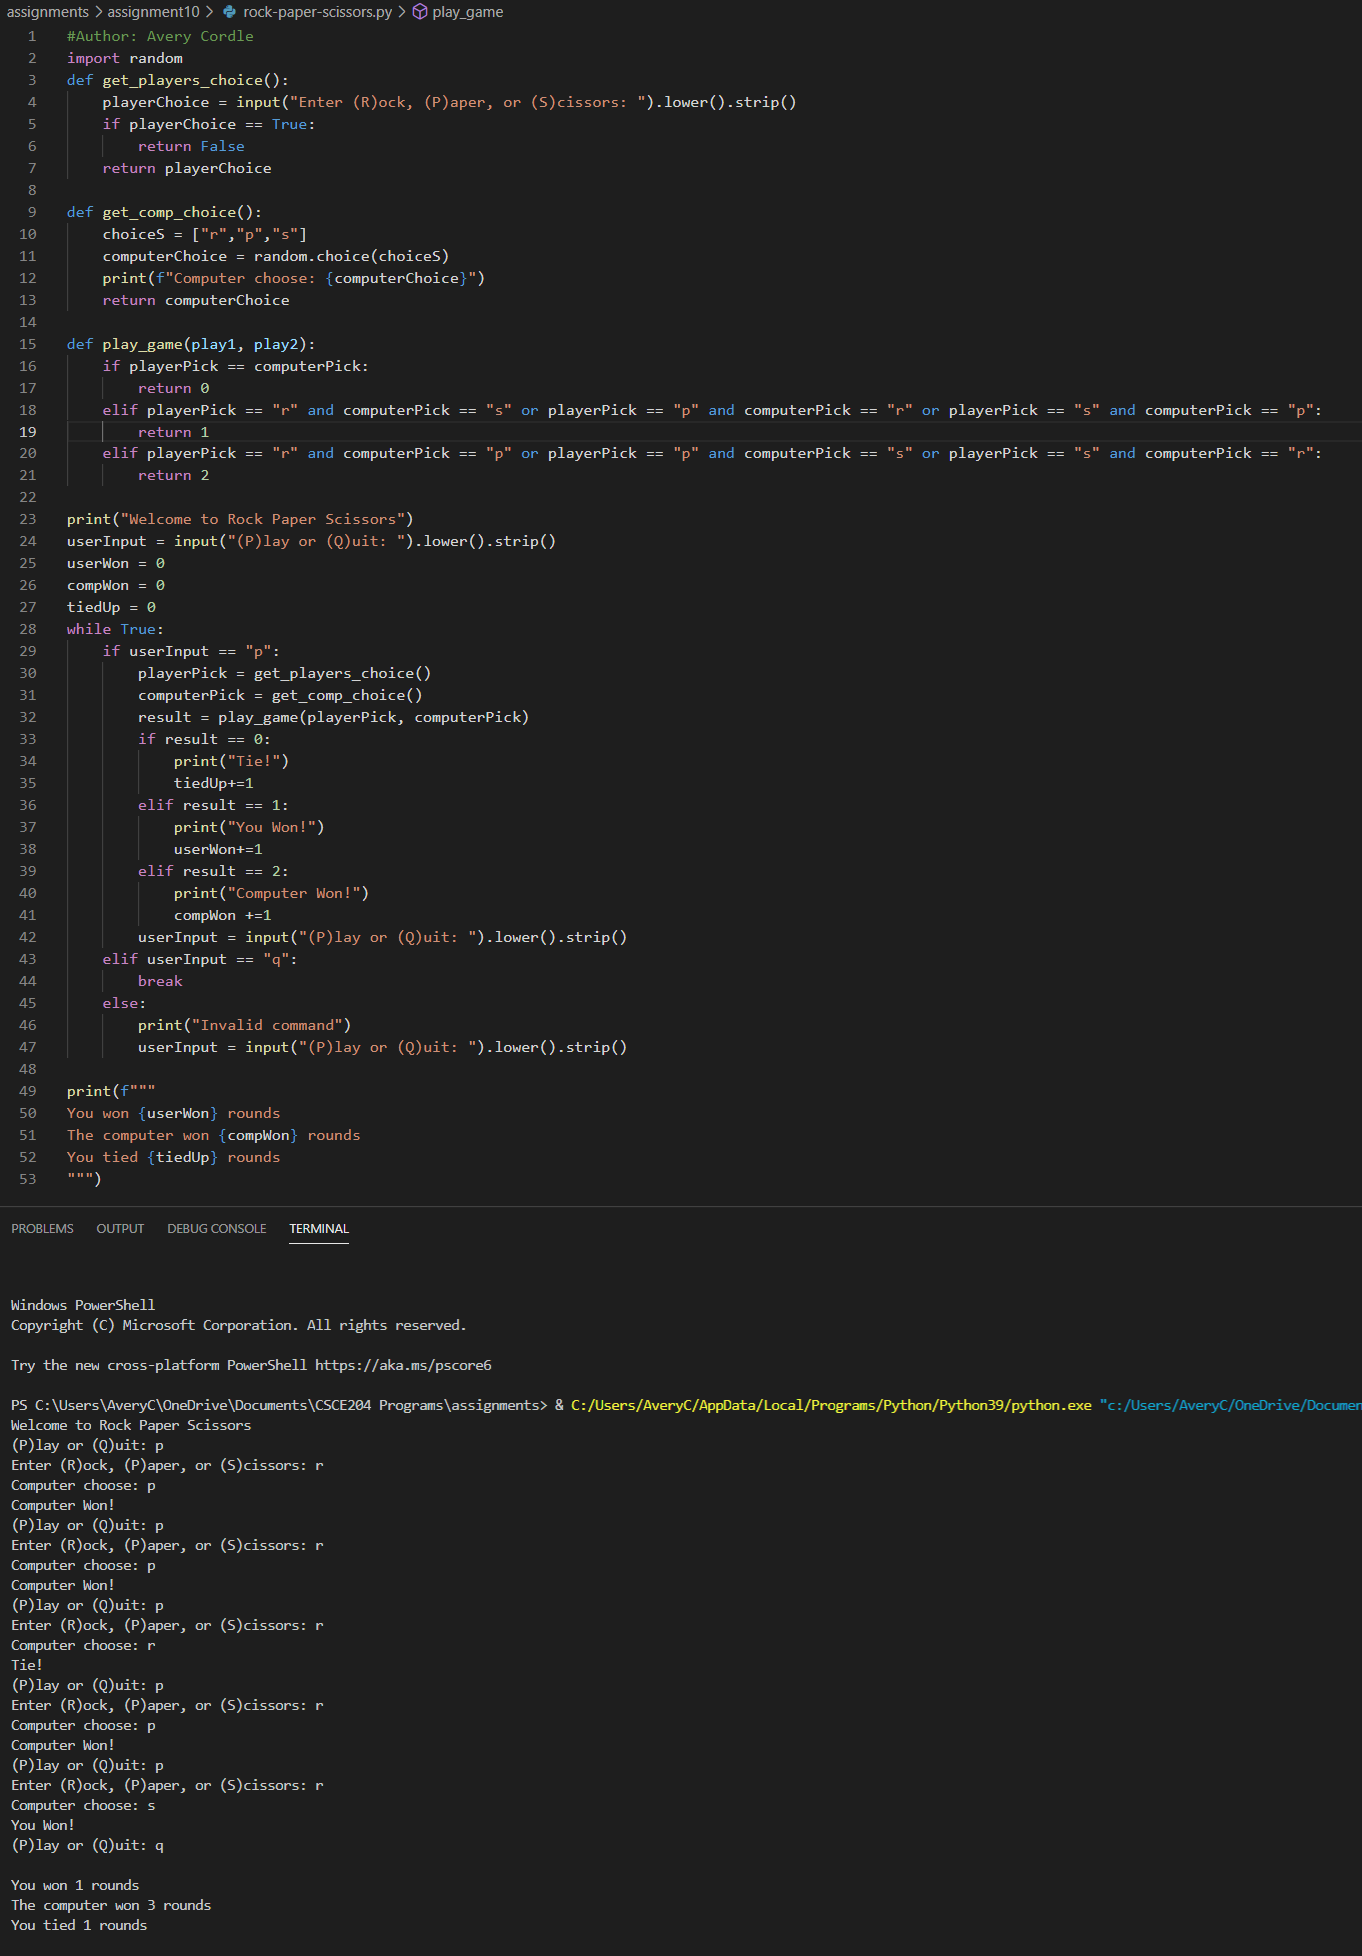 assignments > assignment10 > rock-paper-scissors.py > play_game
1 #Author: Avery Cordle
2 import random
3 def get_players_choice():
4     playerChoice = input("Enter (R)ock, (P)aper, or (S)cissors: ").lower().strip()
5     if playerChoice == True:
6         return False
7     return playerChoice
8
9 def get_comp_choice():
10     choiceS = ["r","p","s"]
11     computerChoice = random.choice(choiceS)
12     print(f"Computer choose: {computerChoice}")
13     return computerChoice
14
15 def play_game(play1, play2):
16     if playerPick == computerPick:
17         return 0
18     elif playerPick == "r" and computerPick == "s" or playerPick == "p" and computerPick == "r" or playerPick == "s" and computerPick == "p":
19         return 1
20     elif playerPick == "r" and computerPick == "p" or playerPick == "p" and computerPick == "s" or playerPick == "s" and computerPick == "r":
21         return 2
22
23 print("Welcome to Rock Paper Scissors")
24 userInput = input("(P)lay or (Q)uit: ").lower().strip()
25 userWon = 0
26 compWon = 0
27 tiedUp = 0
28 while True:
29     if userInput == "p":
30         playerPick = get_players_choice()
31         computerPick = get_comp_choice()
32         result = play_game(playerPick, computerPick)
33         if result == 0:
34             print("Tie!")
35             tiedUp+=1
36         elif result == 1:
37             print("You Won!")
38             userWon+=1
39         elif result == 2:
40             print("Computer Won!")
41             compWon +=1
42         userInput = input("(P)lay or (Q)uit: ").lower().strip()
43     elif userInput == "q":
44         break
45     else:
46         print("Invalid command")
47         userInput = input("(P)lay or (Q)uit: ").lower().strip()
48
49 print(f"""
50 You won {userWon} rounds
51 The computer won {compWon} rounds
52 You tied {tiedUp} rounds
53 """)
PROBLEMS OUTPUT DEBUG CONSOLE TERMINAL
Windows PowerShell
Copyright (C) Microsoft Corporation. All rights reserved.
Try the new cross-platform PowerShell https://aka.ms/pscore6
PS C:\Users\AveryC\OneDrive\Documents\CSCE204 Programs\assignments> & C:/Users/AveryC/AppData/Local/Programs/Python/Python39/python.exe "c:/Users/AveryC/OneDrive/Documen
Welcome to Rock Paper Scissors
(P)lay or (Q)uit: p
Enter (R)ock, (P)aper, or (S)cissors: r
Computer choose: p
Computer Won!
(P)lay or (Q)uit: p
Enter (R)ock, (P)aper, or (S)cissors: r
Computer choose: p
Computer Won!
(P)lay or (Q)uit: p
Enter (R)ock, (P)aper, or (S)cissors: r
Computer choose: r
Tie!
(P)lay or (Q)uit: p
Enter (R)ock, (P)aper, or (S)cissors: r
Computer choose: p
Computer Won!
(P)lay or (Q)uit: p
Enter (R)ock, (P)aper, or (S)cissors: r
Computer choose: s
You Won!
(P)lay or (Q)uit: q
You won 1 rounds
The computer won 3 rounds
You tied 1 rounds